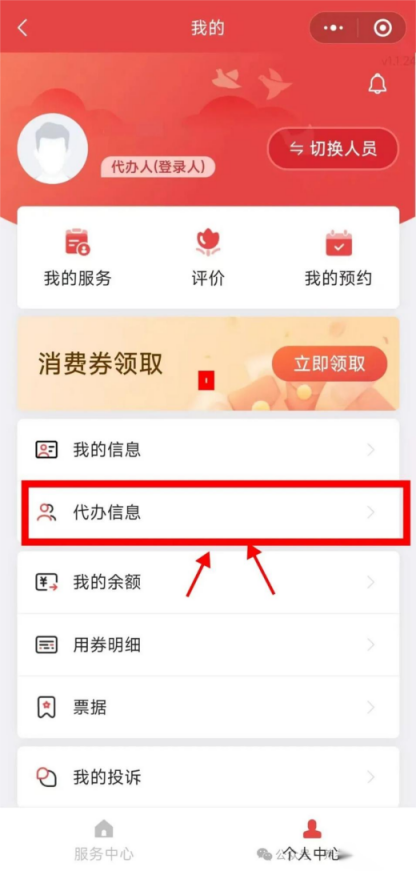 我的
v1.1.24
代办人(登录人)
切换人员
我的服务
评价
我的预约
消费券领取
立即领取
我的信息
代办信息
我的余额
用券明细
票据
我的投诉
服务中心
个人中心